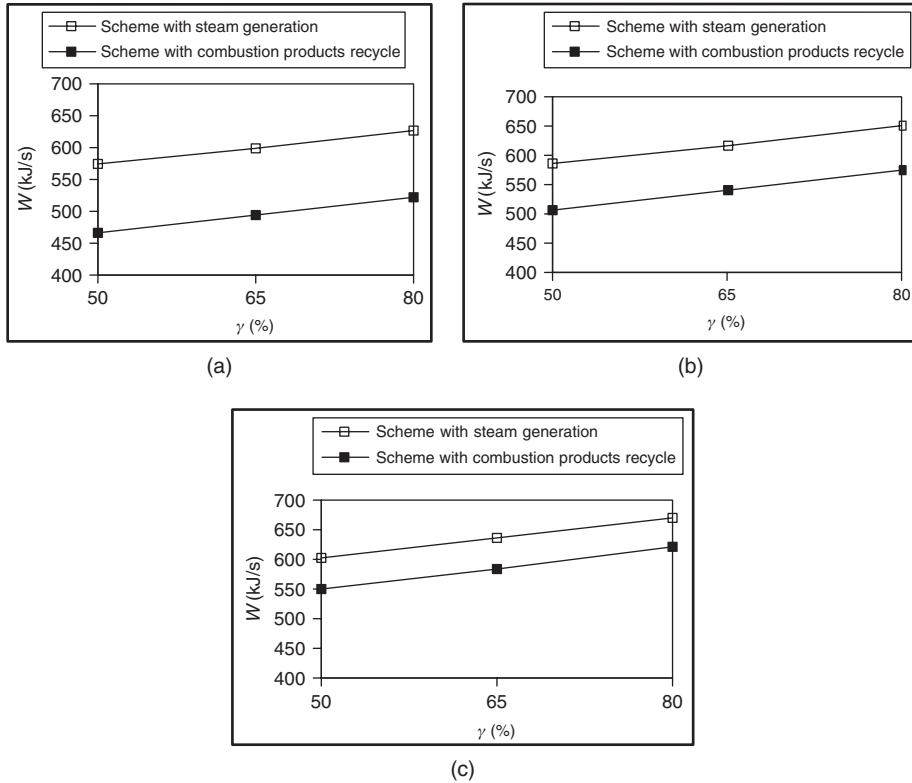 Scheme with steam generation
Scheme with combustion products recycle
700
650
600
550
500
450
400
W (kJ/s)
50
65
80
γ (%)
(a)
Scheme with steam generation
Scheme with combustion products recycle
700
650
600
550
500
450
400
W (kJ/s)
50
65
80
γ (%)
(b)
Scheme with steam generation
Scheme with combustion products recycle
700
650
600
550
500
450
400
W (kJ/s)
50
65
80
γ (%)
(c)